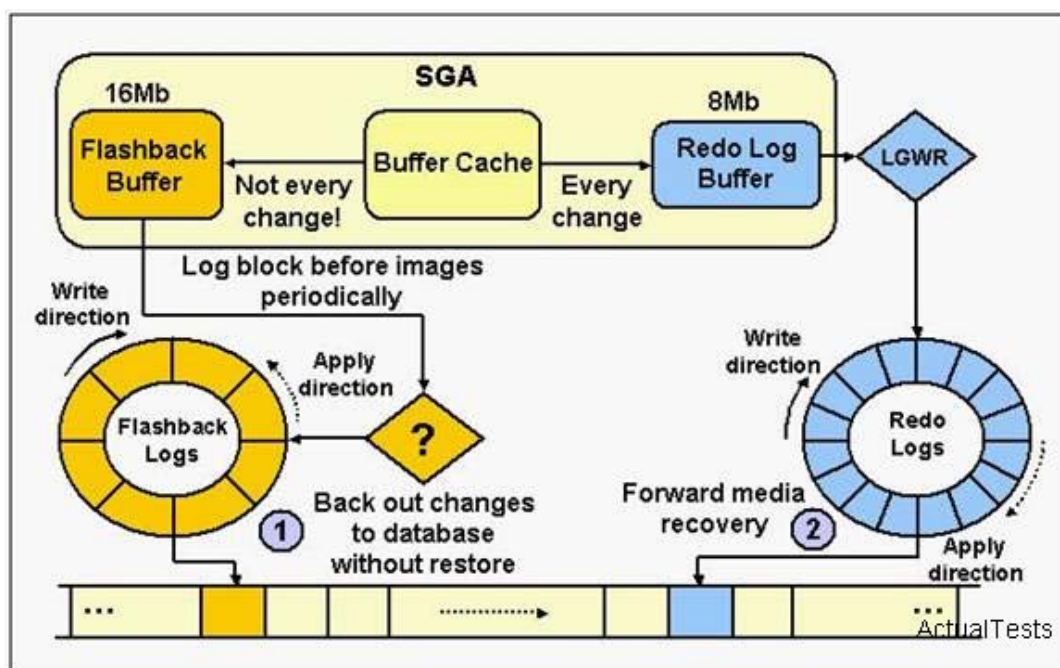 SGA
16Mb
8Mb
Flashback
Buffer
Buffer Cache
Redo Log
Buffer
LGWR
Not every
change!
Every
change
Log block before images
periodically
Write
direction
Apply
direction
Flashback
Logs
?
Write
direction
Redo
Logs
1
Back out changes
to database
without restore
Forward media
recovery
2
Apply
direction
...
...
ActualTests